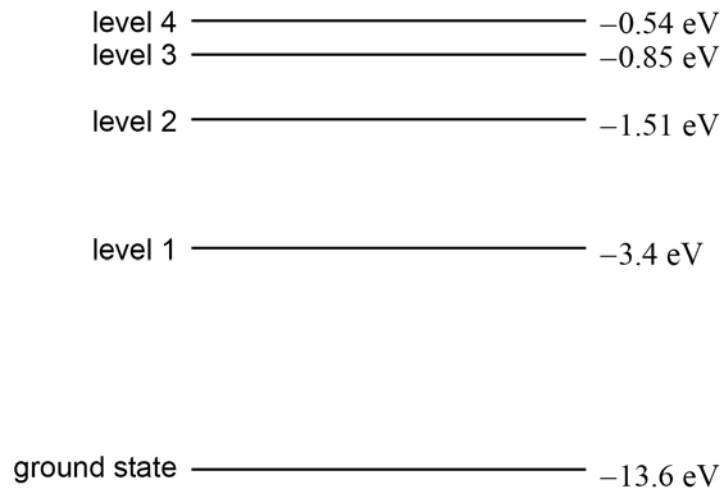 level 4 −0.54 eV
level 3 −0.85 eV
level 2 −1.51 eV
level 1 −3.4 eV
ground state −13.6 eV